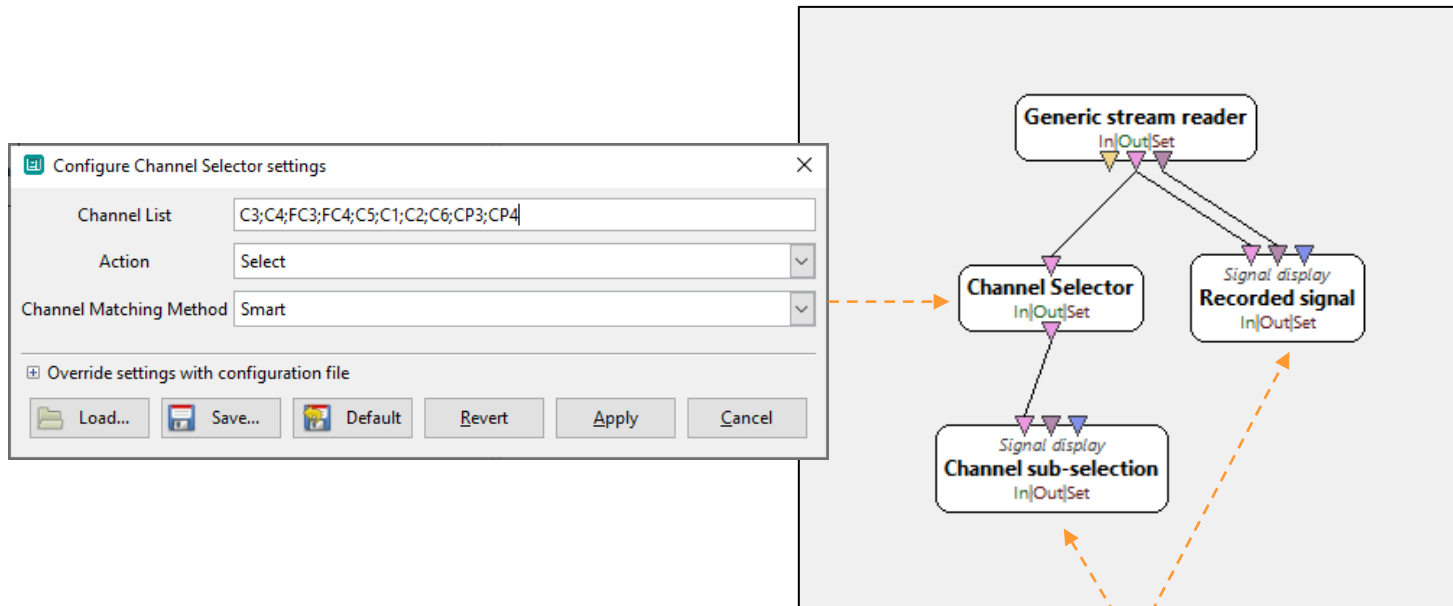 Configure Channel Selector settings
Channel List C3;C4;FC3;FC4;C5;C1;C2;C6;CP3;CP4
Action Select
Channel Matching Method Smart
Override settings with configuration file
Load... Save... Default Revert Apply Cancel
Generic stream reader
In|Out|Set
Channel Selector
In|Out|Set
Signal display
Recorded signal
In|Out|Set
Signal display
Channel sub-selection
In|Out|Set